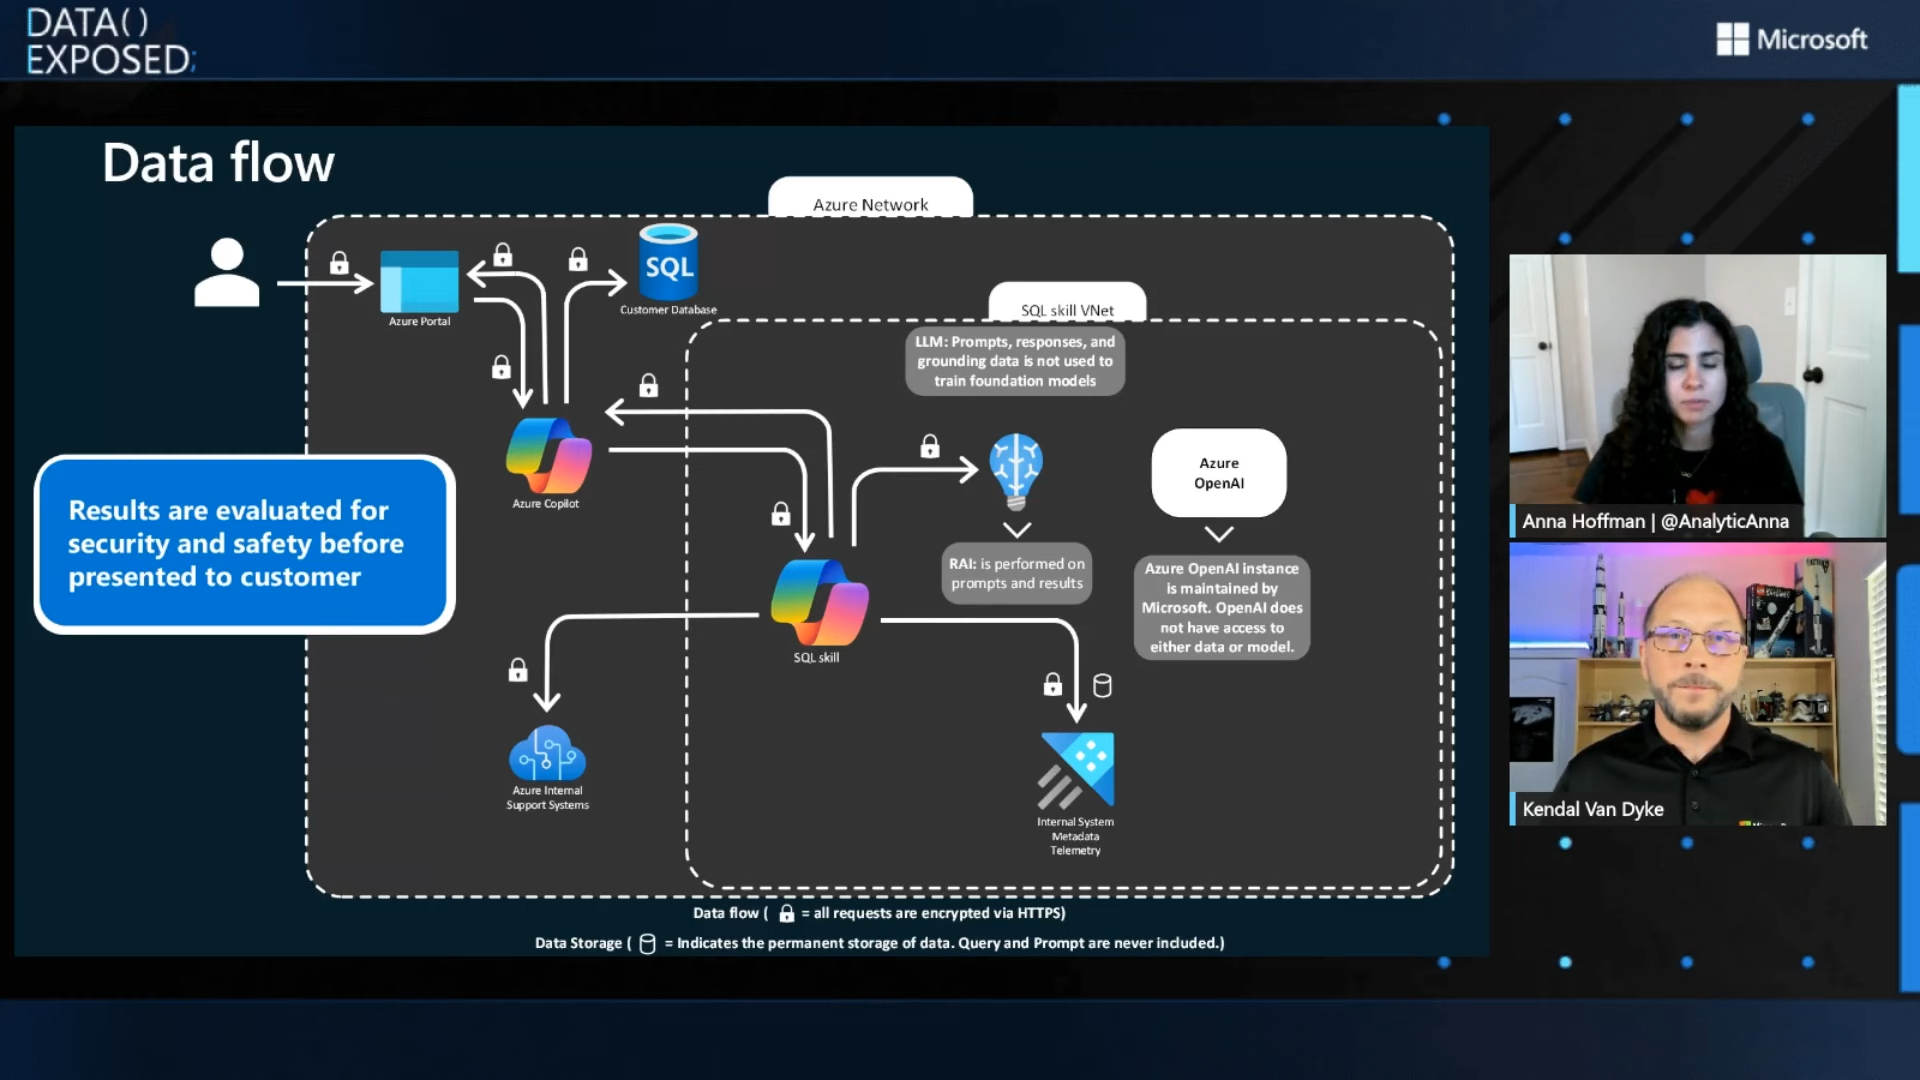 DATA()
EXPOSED;
Microsoft
Data flow
Azure Network
SQL
Customer Database
Azure Portal
SQL skill VNet
LLM: Prompts, responses, and
grounding data is not used to
train foundation models
Azure Copilot
Azure
OpenAI
Results are evaluated for
security and safety before
presented to customer
RAI: is performed on
prompts and results
Azure OpenAI instance
is maintained by
Microsoft. OpenAI does
not have access to
either data or model.
SQL skill
Azure Internal
Support Systems
Internal System
Metadata
Telemetry
Data flow ( = all requests are encrypted via HTTPS)
Data Storage ( = Indicates the permanent storage of data. Query and Prompt are never included.)
Anna Hoffman | @AnalyticAnna
Kendal Van Dyke